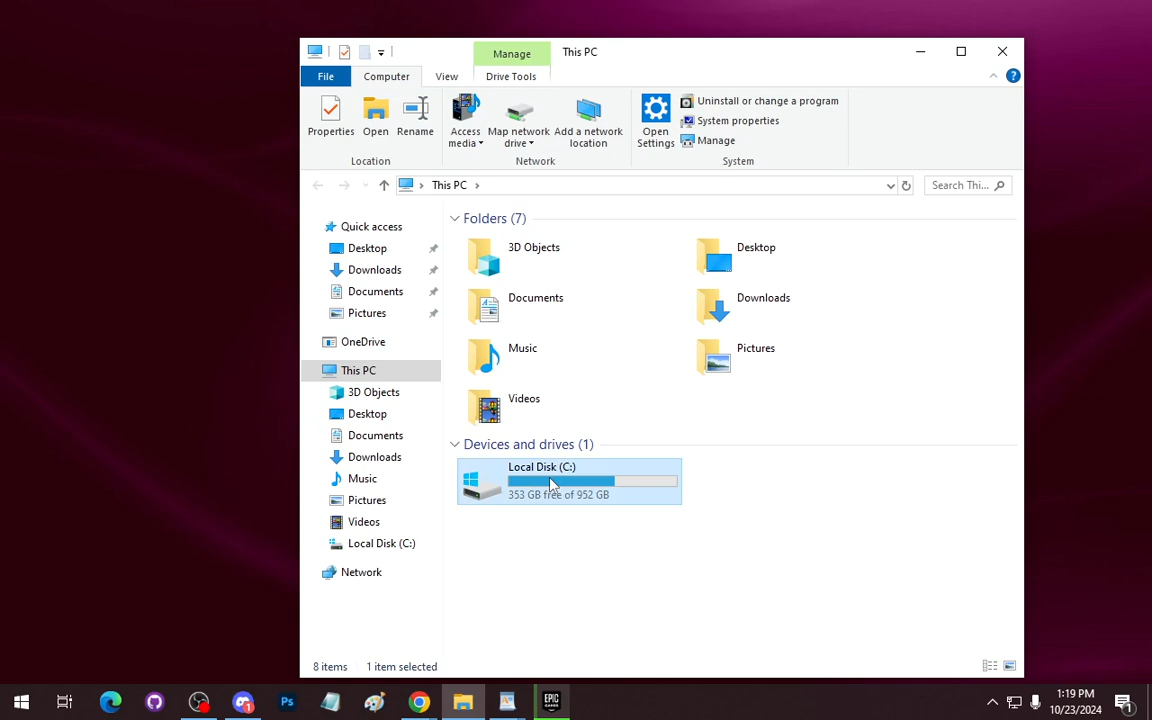 Manage
This PC
File
Computer
View
Drive Tools
Properties
Open
Rename
Access media
Map network drive
Add a network location
Open Settings
Uninstall or change a program
System properties
Manage
Location
Network
System
This PC
Search Thi...
Quick access
Desktop
Downloads
Documents
Pictures
OneDrive
This PC
3D Objects
Desktop
Documents
Downloads
Music
Pictures
Videos
Local Disk (C:)
Network
Folders (7)
3D Objects
Desktop
Documents
Downloads
Music
Pictures
Videos
Devices and drives (1)
Local Disk (C:)
353 GB free of 952 GB
8 items
1 item selected
Ps
EPIC GAMES
1:19 PM
10/23/2024
1